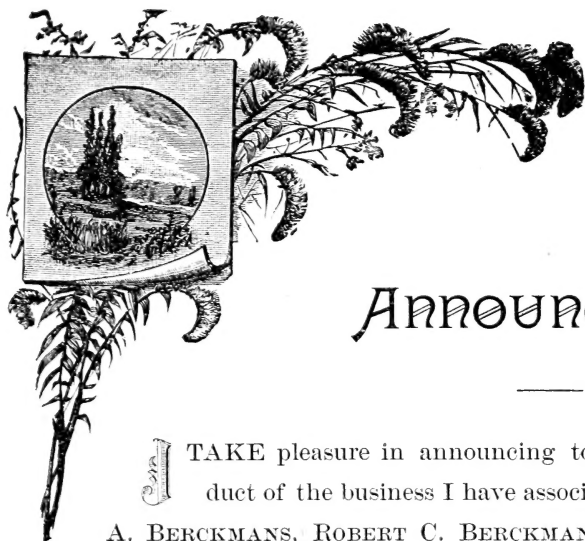 Announc
I TAKE pleasure in announcing to
duct of the business I have associ
A. BERCKMANS, ROBERT C. BERCKMAN